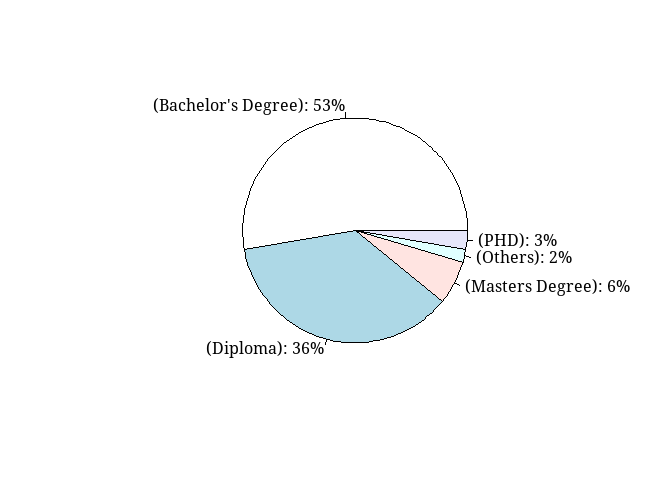 (Bachelor's Degree): 53%
(PHD): 3%
(Others): 2%
(Masters Degree): 6%
(Diploma): 36%